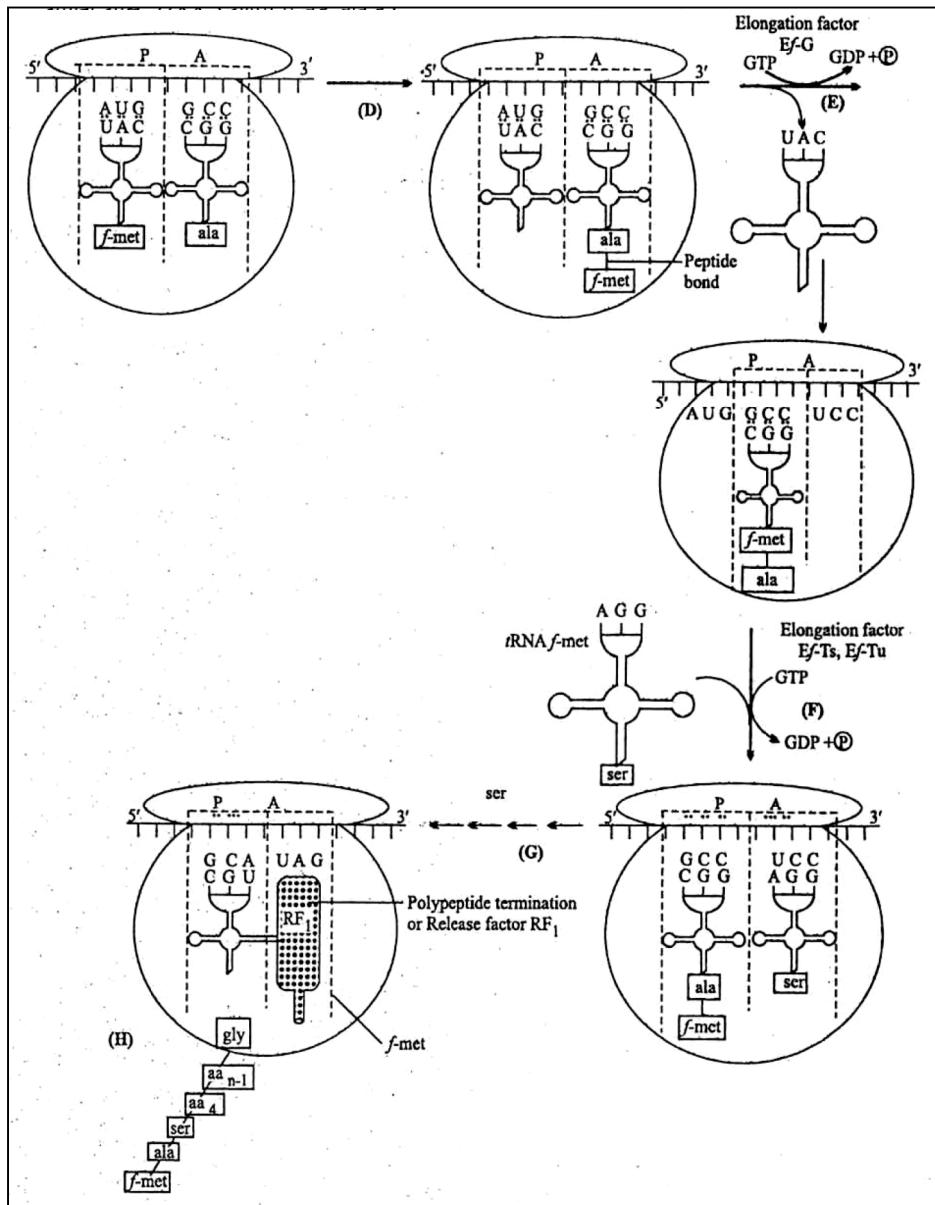 P A
5′ 3′
A U G G C C
U A C C G G
f-met ala
(D)
P A
5′ 3′
A U G G C C
U A C C G G
ala
f-met
Peptide
bond
Elongation factor
Ef-G
GTP GDP + P
(E)
U A C
P A
5′ 3′
A U G G C C U C C
C G G
f-met
ala
A G G
tRNA f-met
ser
Elongation factor
Ef-Ts, Ef-Tu
GTP
(F)
GDP + P
P A
5′ 3′
G C C U C C
C G G A G G
ala ser
f-met
ser
(G)
P A
5′ 3′
G C A U A G
C G U
RF1
Polypeptide termination
or Release factor RF1
f-met
(H)
gly
aa n-1
aa 4
ser
ala
f-met